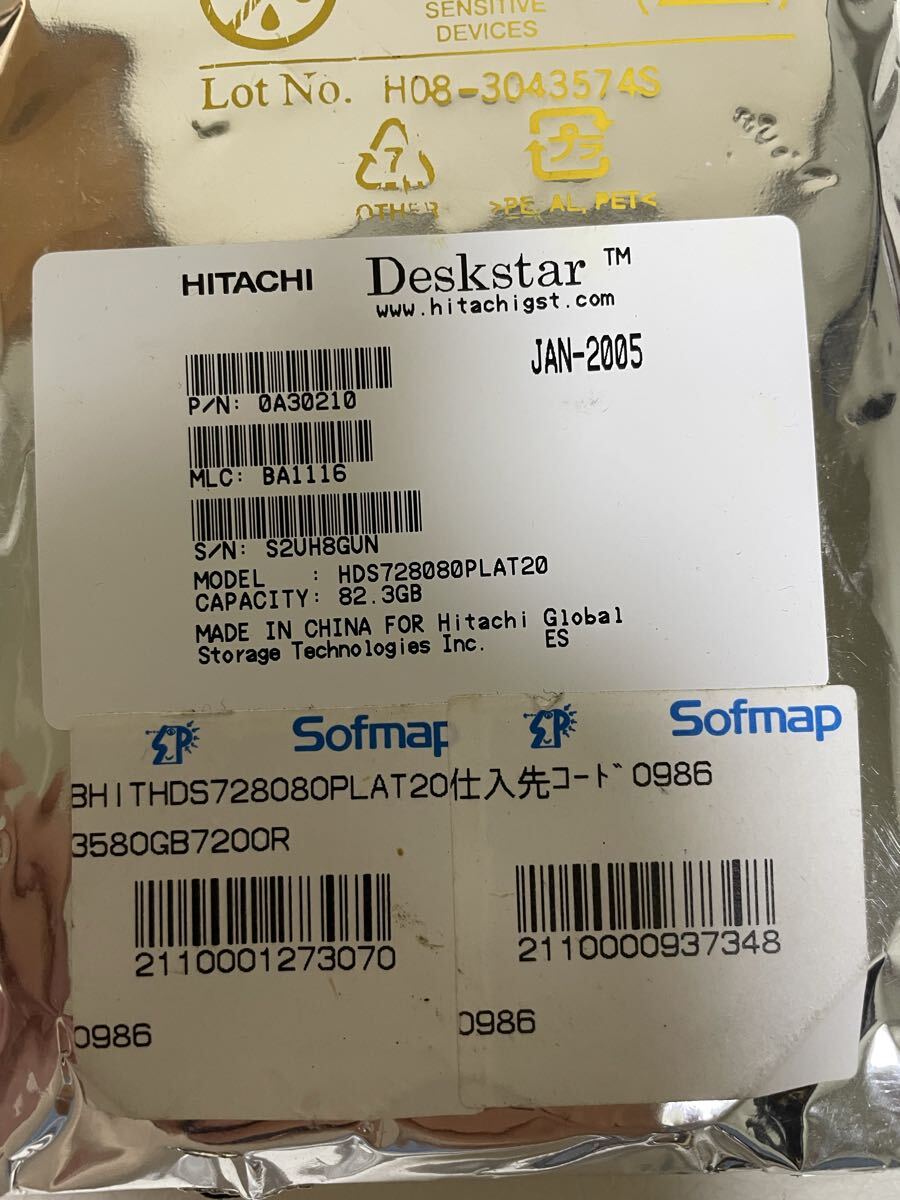 SENSITIVE
DEVICES
Lot No. H08-3043574S
7
プラ
OTHER
>PE, AL, PET<
HITACHI Deskstar ™
www.hitachigst.com
JAN-2005
P/N: 0A30210
MLC: BA1116
S/N: S2UH8GUN
MODEL : HDS728080PLAT20
CAPACITY: 82.3GB
MADE IN CHINA FOR Hitachi Global
Storage Technologies Inc. ES
Sofmap
BHITHDS728080PLAT20
3580GB7200R
2110001273070
0986
Sofmap
仕入先コード 0986
2110000937348
0986